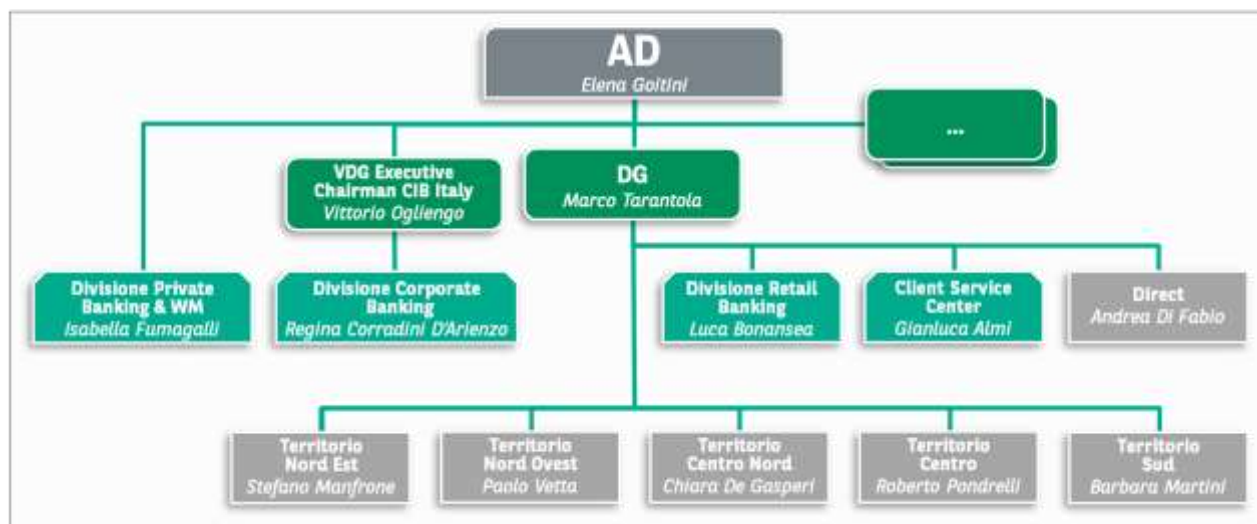 AD
Elena Goitini
...
VDG Executive
Chairman CIB Italy
Vittorio Ogliengo
DG
Marco Tarantola
Divisione Private
Banking & WM
Isabella Fumagalli
Divisione Corporate
Banking
Regina Corradini D'Arienzo
Divisione Retail
Banking
Luca Bonansea
Client Service
Center
Gianluca Almi
Direct
Andrea Di Fabio
Territorio
Nord Est
Stefano Manfrone
Territorio
Nord Ovest
Paolo Vetta
Territorio
Centro Nord
Chiara De Gasperi
Territorio
Centro
Roberto Pondrelli
Territorio
Sud
Barbara Martini